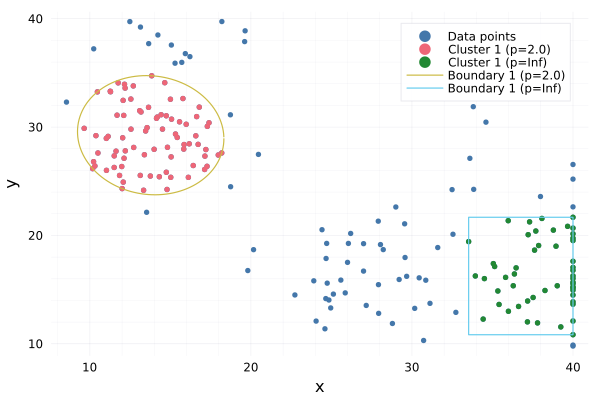 40
30
20
10
y
10
20
30
40
x
Data points
Cluster 1 (p=2.0)
Cluster 1 (p=Inf)
Boundary 1 (p=2.0)
Boundary 1 (p=Inf)